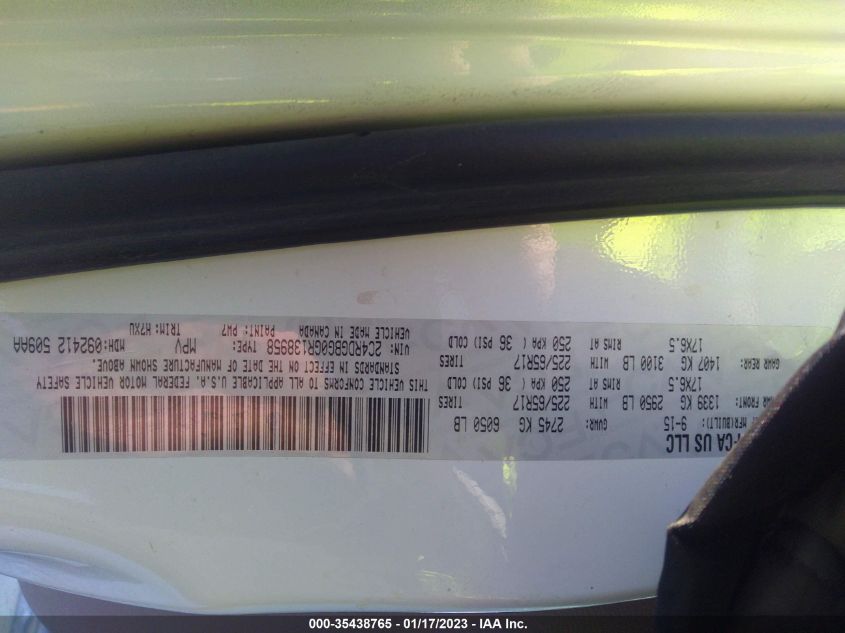 CA US LLC
MFR(BUILT): 9-15 GVWR: 2745 KG 6050 LB
GAWR FRONT: 1339 KG 2950 LB WITH 225/65R17 TIRES
17X6.5 RIMS AT 250 KPA ( 36 PSI) COLD
GAWR REAR: 1407 KG 3100 LB WITH 225/65R17 TIRES
17X6.5 RIMS AT 250 KPA ( 36 PSI) COLD
THIS VEHICLE CONFORMS TO ALL APPLICABLE U.S.A. FEDERAL MOTOR VEHICLE SAFETY
STANDARDS IN EFFECT ON THE DATE OF MANUFACTURE SHOWN ABOVE.
VIN: 2C4RDGBG0GR138958 TYPE: MPV MDH: 092412 509AA
VEHICLE MADE IN CANADA PAINT: PW7 TRIM: H7XU
000-35438765 - 01/17/2023 - IAA Inc.